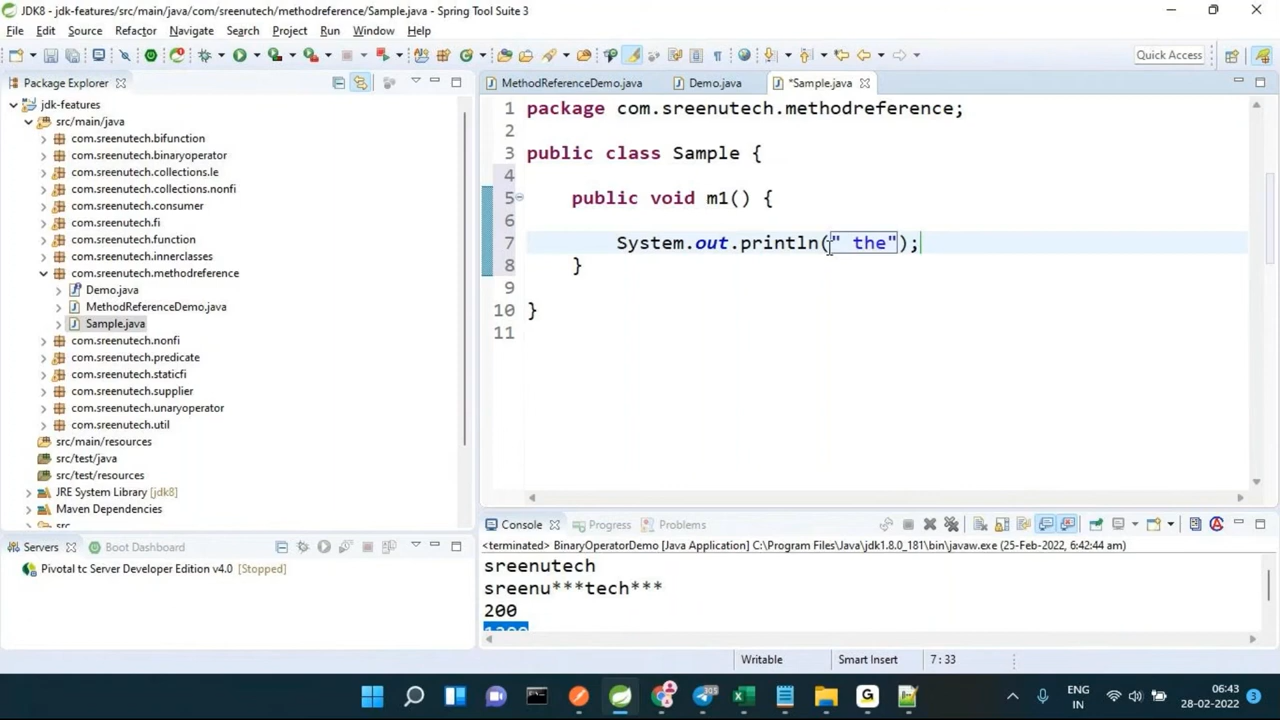 JDK8 - jdk-features/src/main/java/com/sreenutech/methodreference/Sample.java - Spring Tool Suite 3
File Edit Source Refactor Navigate Search Project Run Window Help
Quick Access
Package Explorer
jdk-features
src/main/java
com.sreenutech.bifunction
com.sreenutech.binaryoperator
com.sreenutech.collections.le
com.sreenutech.collections.nonfi
com.sreenutech.consumer
com.sreenutech.fi
com.sreenutech.function
com.sreenutech.innerclasses
com.sreenutech.methodreference
Demo.java
MethodReferenceDemo.java
Sample.java
com.sreenutech.nonfi
com.sreenutech.predicate
com.sreenutech.staticfi
com.sreenutech.supplier
com.sreenutech.unaryoperator
com.sreenutech.util
src/main/resources
src/test/java
src/test/resources
JRE System Library [jdk8]
Maven Dependencies
src
Servers Boot Dashboard
Pivotal tc Server Developer Edition v4.0 [Stopped]
MethodReferenceDemo.java Demo.java *Sample.java
1 package com.sreenutech.methodreference;
2
3 public class Sample {
4
5 public void m1() {
6
7 System.out.println(" the");
8 }
9
10 }
11
Console Progress Problems
<terminated> BinaryOperatorDemo [Java Application] C:\Program Files\Java\jdk1.8.0_181\bin\javaw.exe (25-Feb-2022, 6:42:44 am)
sreenutech
sreenu***tech***
200
Writable Smart Insert 7 : 33
ENG
IN
06:43
28-02-2022
3